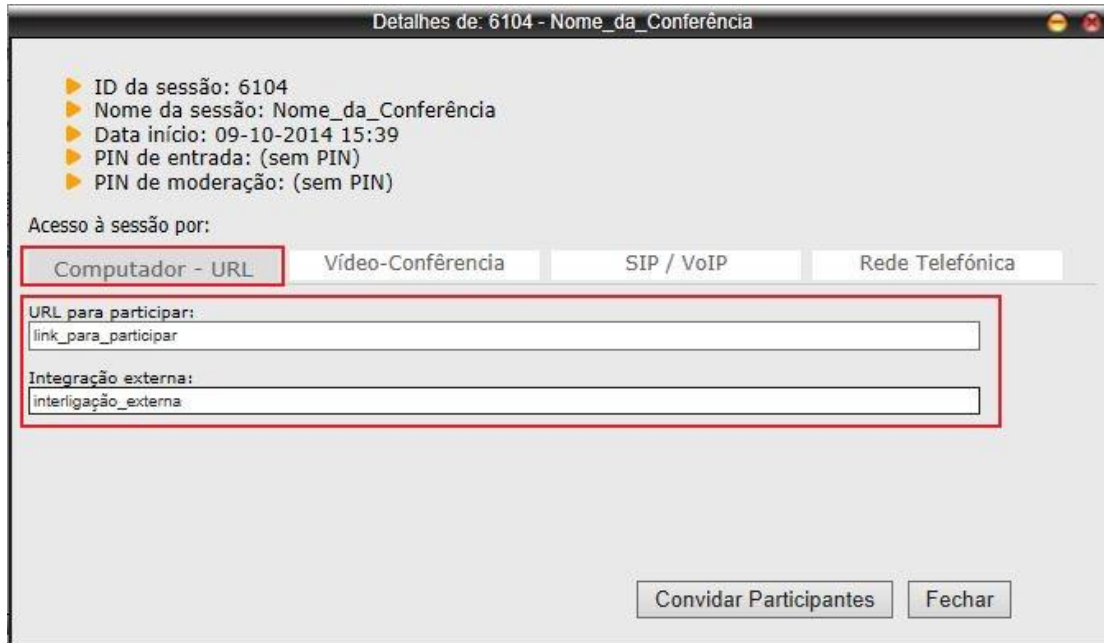 Detalhes de: 6104 - Nome_da_Conferência
ID da sessão: 6104
Nome da sessão: Nome_da_Conferência
Data início: 09-10-2014 15:39
PIN de entrada: (sem PIN)
PIN de moderação: (sem PIN)
Acesso à sessão por:
Computador - URL Vídeo-Confêrencia SIP / VoIP Rede Telefónica
URL para participar:
link_para_participar
Integração externa:
interligação_externa
Convidar Participantes Fechar